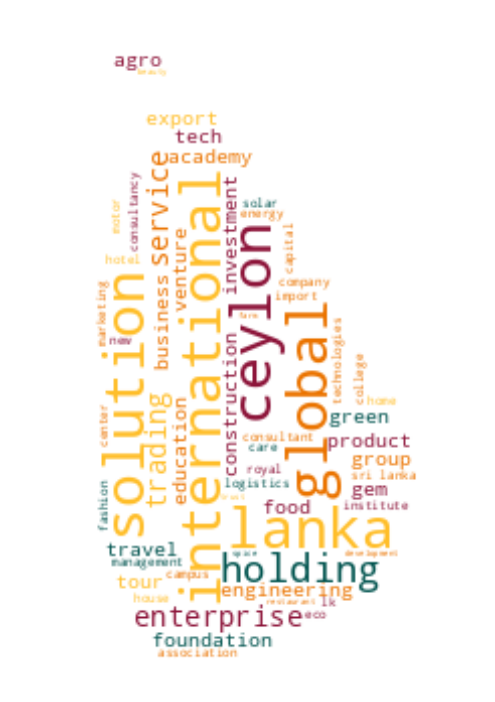 agro
beauty
export
tech
academy
service
international
investment
consultancy
motor
solar
energy
ceylon
capital
venture
hotel
business
solution
marketing
new
company
import
farm
global
technologies
construction
college
home
trading
education
center
green
consultant
care
product
royal
group
sri lanka
logistics
gem
fashion
trust
food
institute
lanka
travel
management
spice
development
holding
campus
tour
house
engineering
restaurant
lk
enterprise
eco
foundation
association